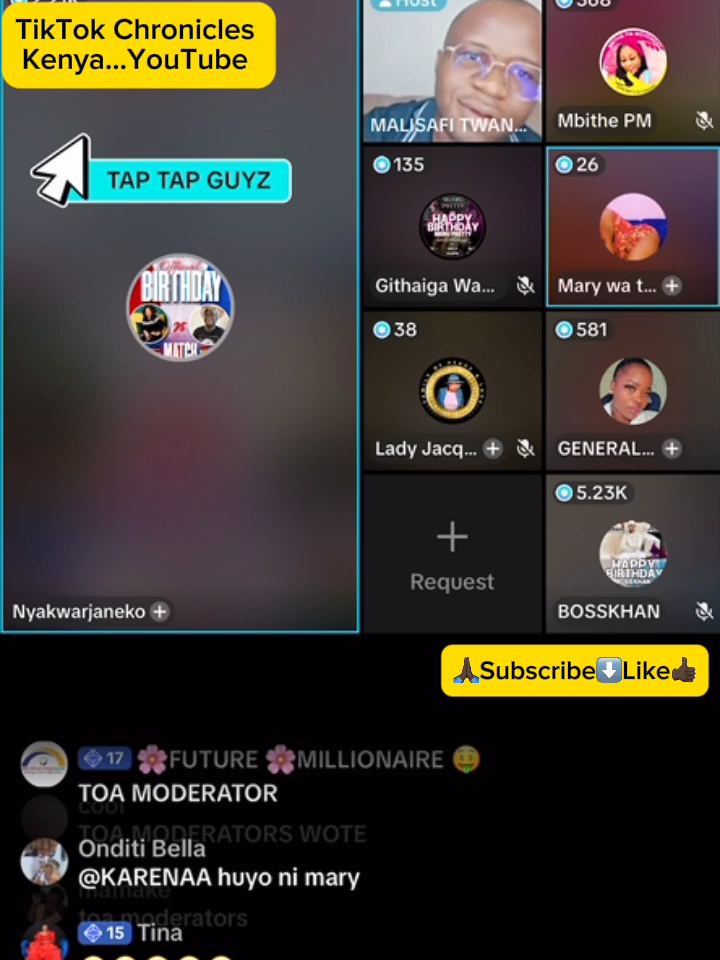 TikTok Chronicles
Kenya...YouTube
Host
MALISAFI TWAN...
Mbithe PM
TAP TAP GUYZ
135
26
BIRTHDAY
MATCH
HAPPY
BIRTHDAY
Githaiga Wa...
Mary wa t...
38
581
Lady Jacq...
GENERAL...
Request
5.23K
HAPPY
BIRTHDAY
BOSSKHAN
Nyakwarjaneko
🙏Subscribe⬇️Like👍
17 🌸FUTURE 🌸MILLIONAIRE 🤑
TOA MODERATOR
cool
TOA MODERATORS WOTE
Onditi Bella
@KARENAA huyo ni mary
toa moderators
15 Tina